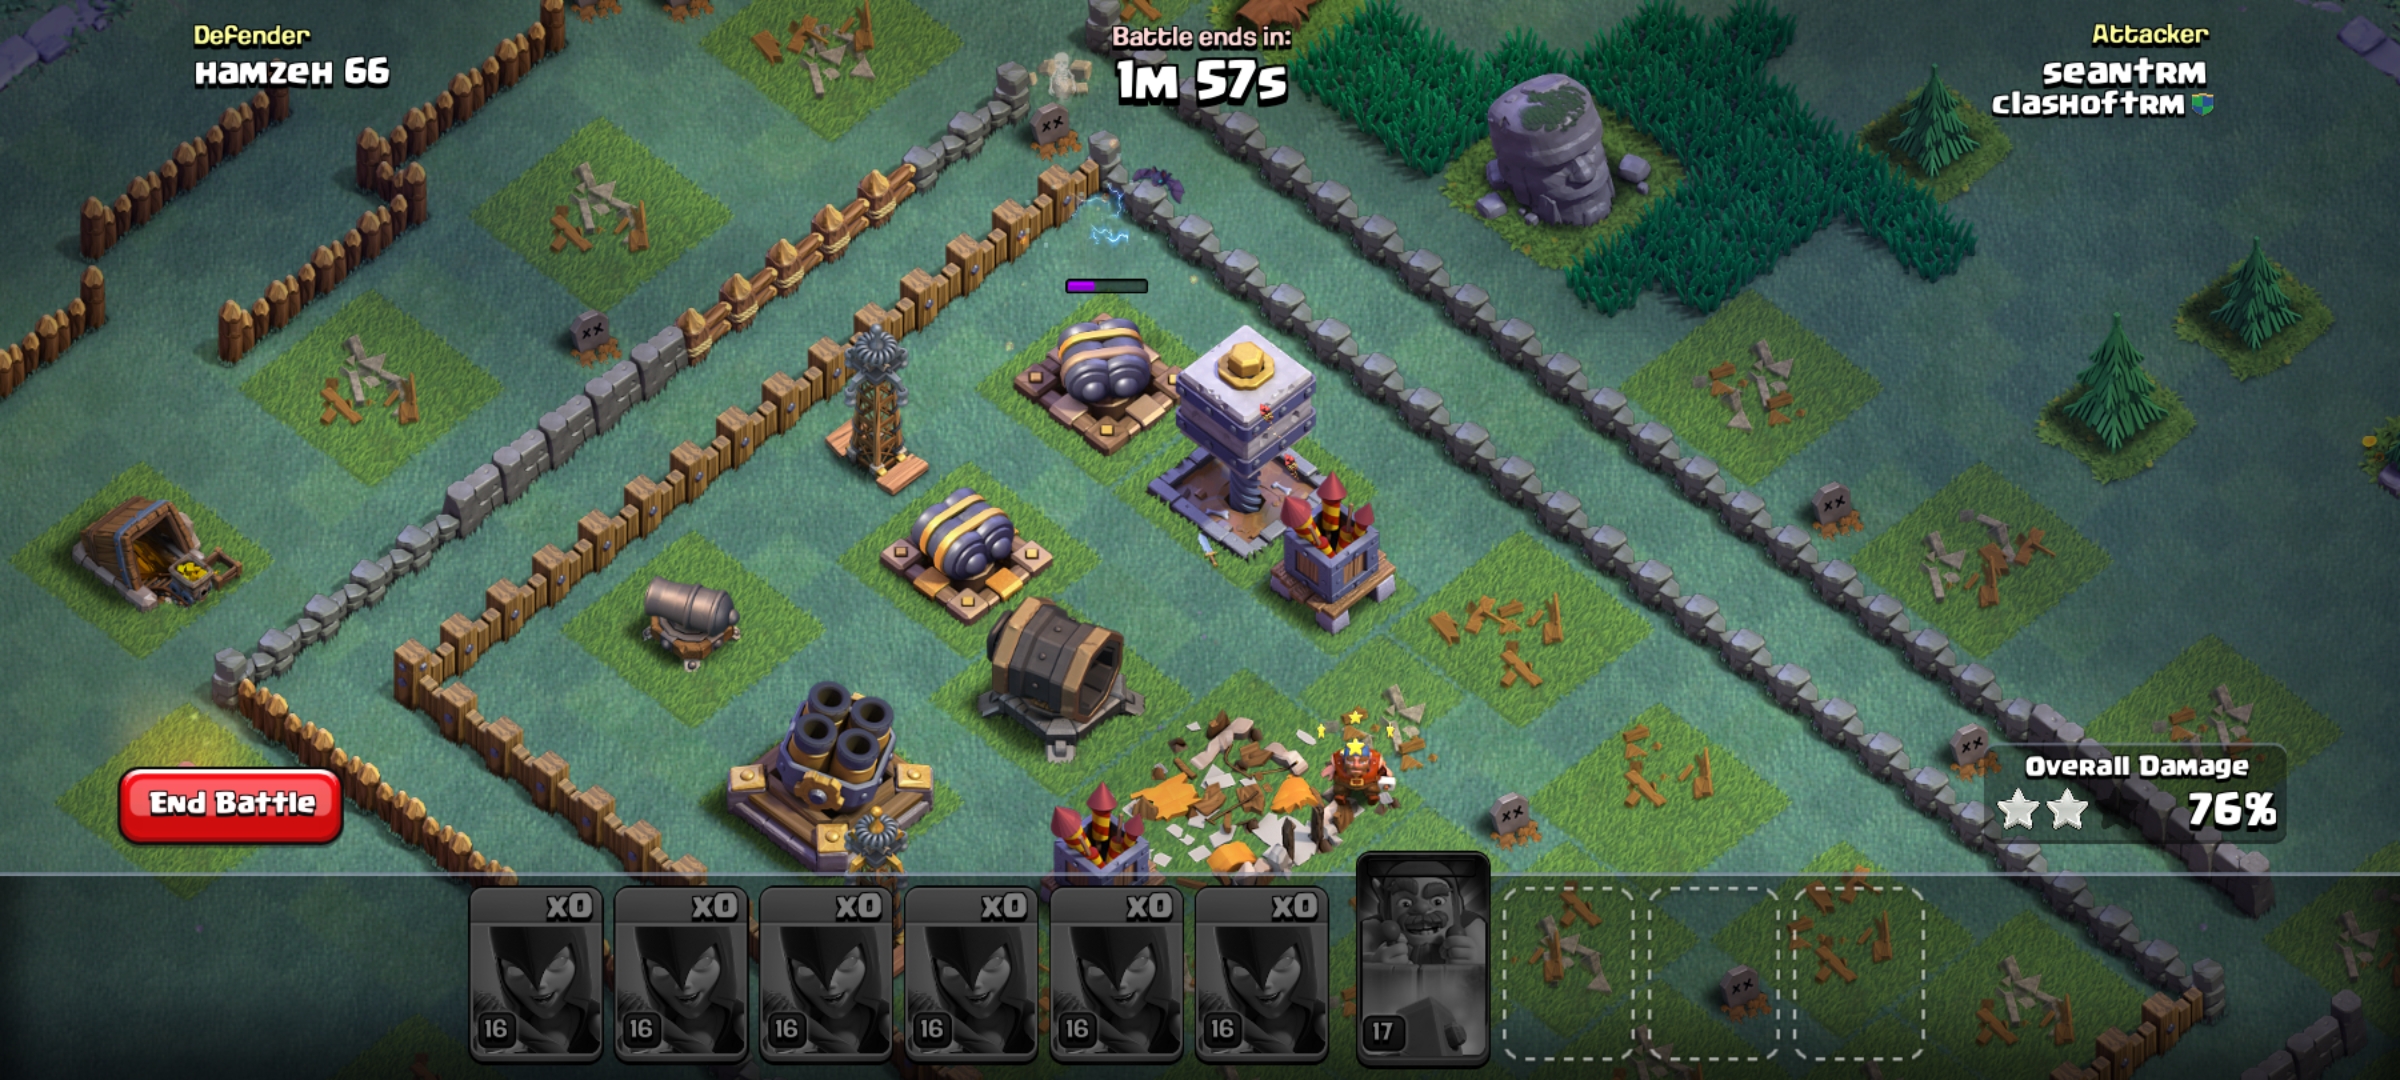 Defender
Hamzeh 66
Battle ends in:
1M 57s
Attacker
seantRM
clashoftRM
End Battle
Overall Damage
76%
x0
x0
x0
x0
x0
x0
16
16
16
16
16
16
17